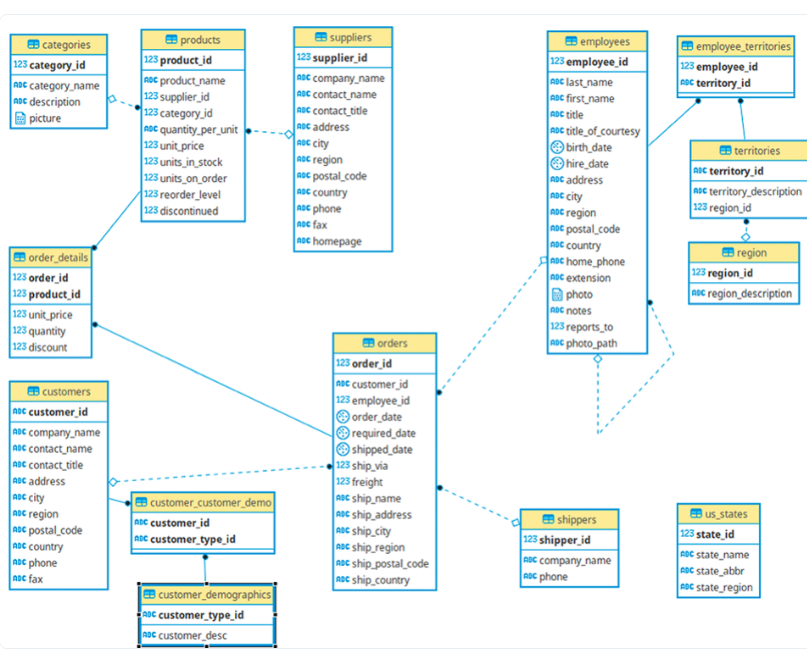 categories
123 category_id
ABC category_name
ABC description
picture
products
123 product_id
ABC product_name
123 supplier_id
123 category_id
ABC quantity_per_unit
123 unit_price
123 units_in_stock
123 units_on_order
123 reorder_level
123 discontinued
suppliers
123 supplier_id
ABC company_name
ABC contact_name
ABC contact_title
ABC address
ABC city
ABC region
ABC postal_code
ABC country
ABC phone
ABC fax
ABC homepage
employees
123 employee_id
ABC last_name
ABC first_name
ABC title
ABC title_of_courtesy
birth_date
hire_date
ABC address
ABC city
ABC region
ABC postal_code
ABC country
ABC home_phone
ABC extension
photo
ABC notes
123 reports_to
ABC photo_path
employee_territories
123 employee_id
ABC territory_id
territories
ABC territory_id
ABC territory_description
123 region_id
region
123 region_id
ABC region_description
order_details
123 order_id
123 product_id
123 unit_price
123 quantity
123 discount
orders
123 order_id
ABC customer_id
123 employee_id
order_date
required_date
shipped_date
123 ship_via
123 freight
ABC ship_name
ABC ship_address
ABC ship_city
ABC ship_region
ABC ship_postal_code
ABC ship_country
customers
ABC customer_id
ABC company_name
ABC contact_name
ABC contact_title
ABC address
ABC city
ABC region
ABC postal_code
ABC country
ABC phone
ABC fax
customer_customer_demo
ABC customer_id
ABC customer_type_id
customer_demographics
ABC customer_type_id
ABC customer_desc
shippers
123 shipper_id
ABC company_name
ABC phone
us_states
123 state_id
ABC state_name
ABC state_abbr
ABC state_region